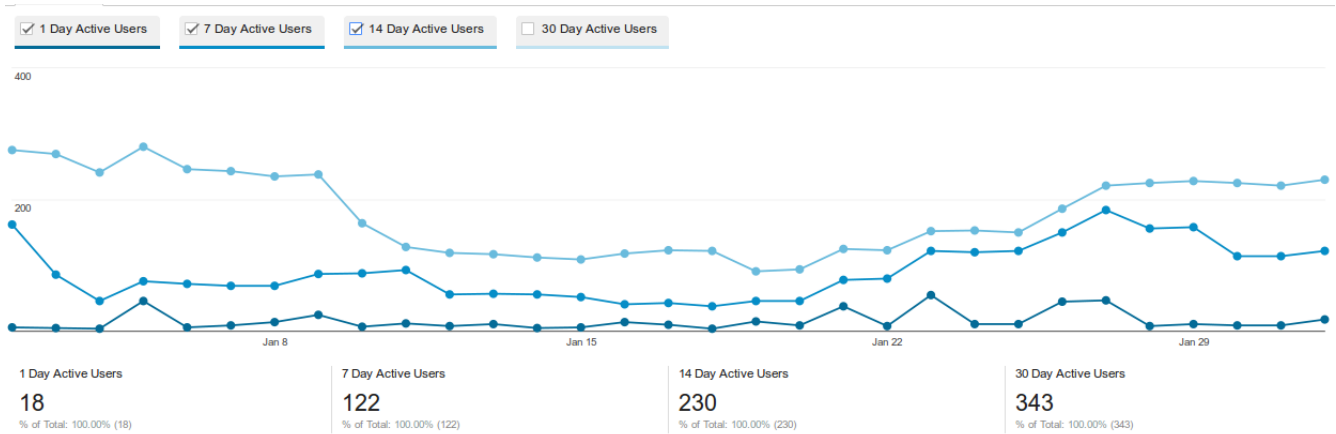 1 Day Active Users 7 Day Active Users 14 Day Active Users 30 Day Active Users
400
200
Jan 8 Jan 15 Jan 22 Jan 29
1 Day Active Users 7 Day Active Users 14 Day Active Users 30 Day Active Users
18 122 230 343
% of Total: 100.00% (18) % of Total: 100.00% (122) % of Total: 100.00% (230) % of Total: 100.00% (343)